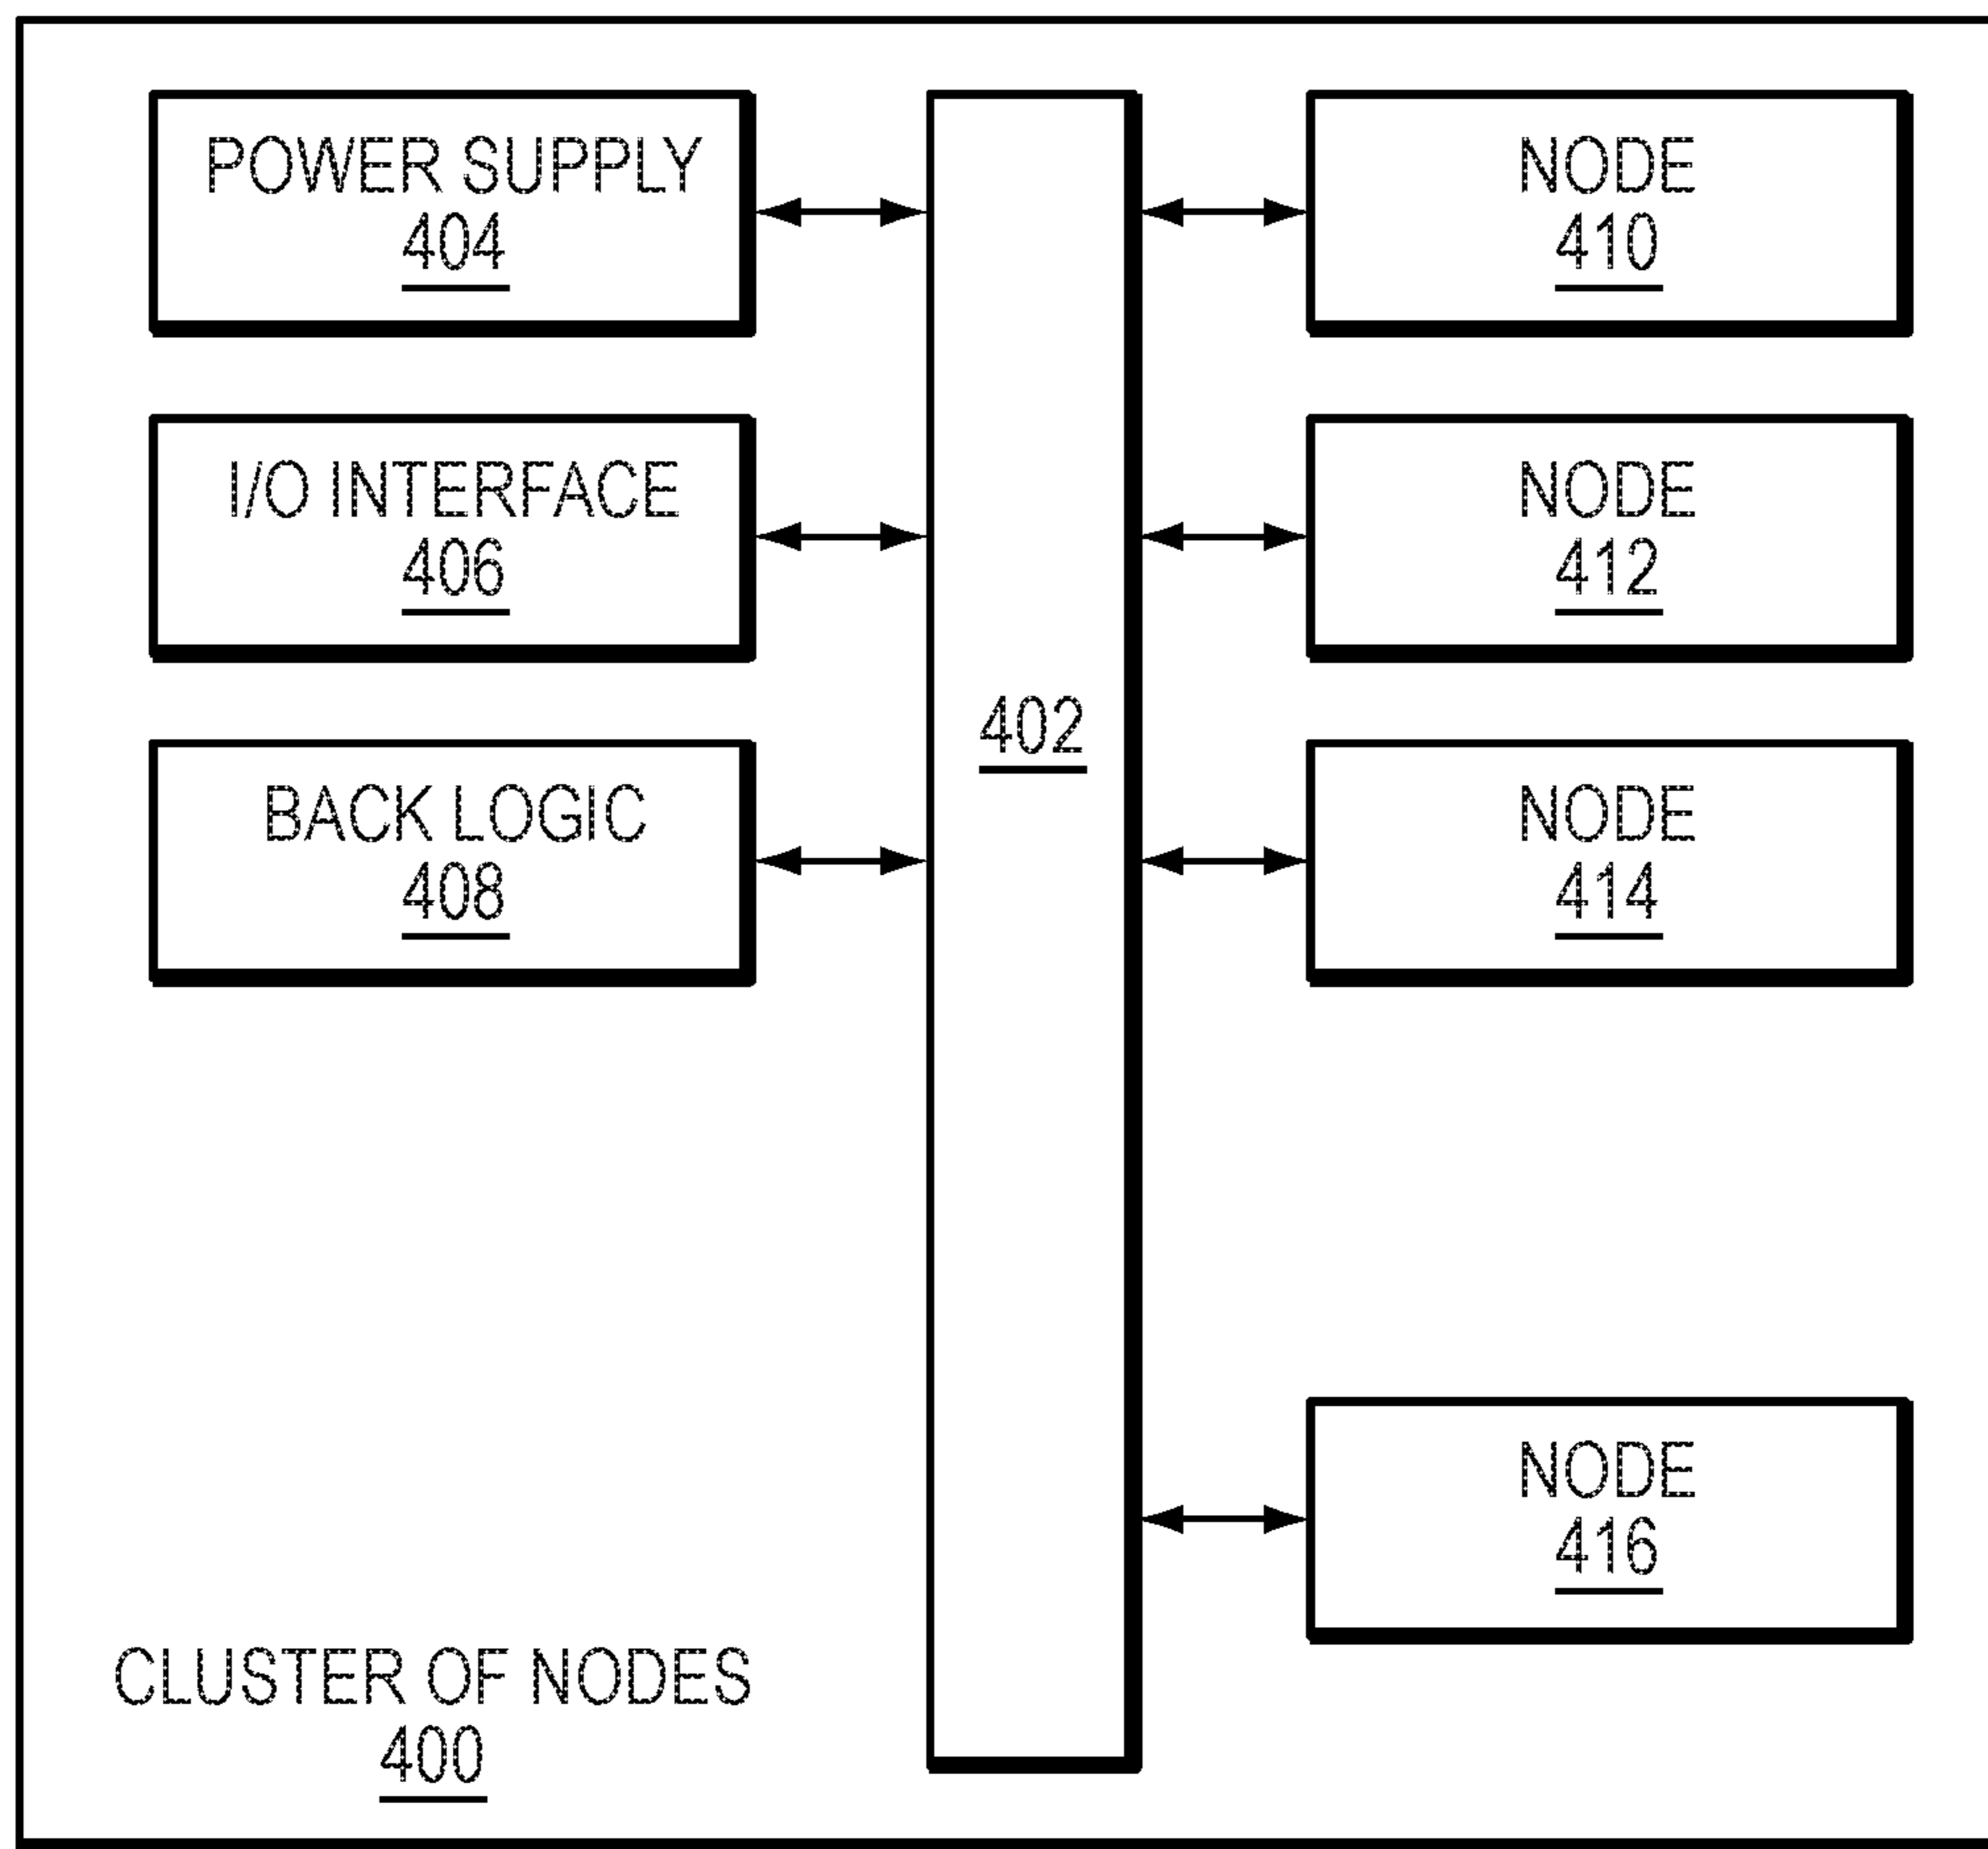 POWER SUPPLY
404
I/O INTERFACE
406
BACK LOGIC
408
402
NODE
410
NODE
412
NODE
414
NODE
416
CLUSTER OF NODES
400